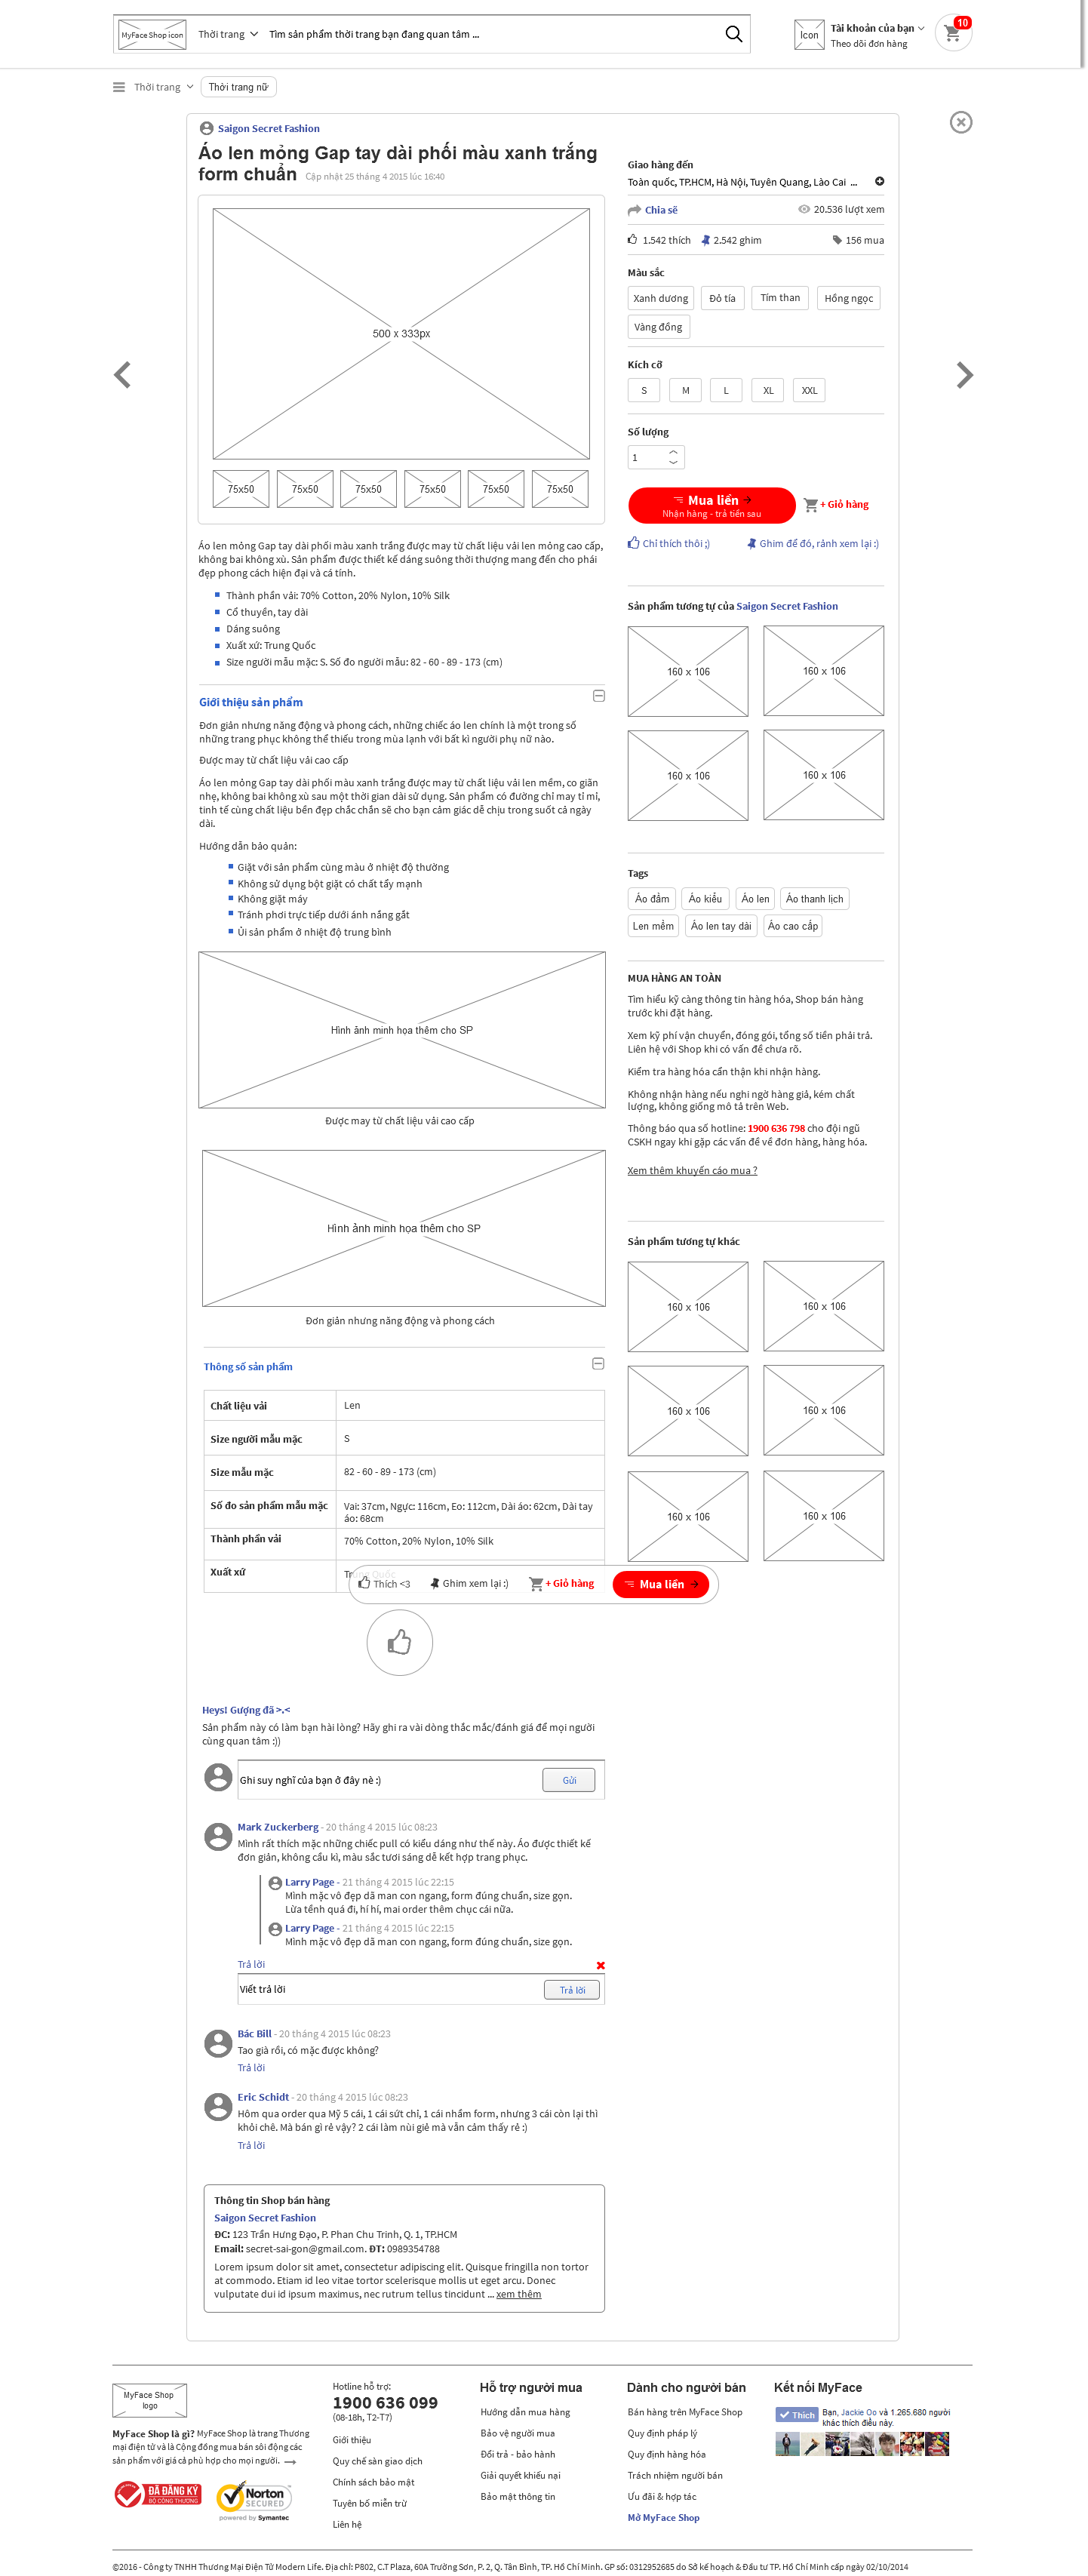 MyFace Shop icon
Thời trang
Tìm sản phẩm thời trang bạn đang quan tâm ...
Icon
Tài khoản của bạn
Theo dõi đơn hàng
10
Thời trang
Thời trang nữ
Saigon Secret Fashion
Áo len mỏng Gap tay dài phối màu xanh trắng
form chuẩn Cập nhật 25 tháng 4 2015 lúc 16:40
500 x 333px
75x50 75x50 75x50 75x50 75x50 75x50
Áo len mỏng Gap tay dài phối màu xanh trắng được may từ chất liệu vải len mỏng cao cấp,
không bai không xù. Sản phẩm được thiết kế dáng suông thời thượng mang đến cho phái
đẹp phong cách hiện đại và cá tính.
Thành phần vải: 70% Cotton, 20% Nylon, 10% Silk
Cổ thuyền, tay dài
Dáng suông
Xuất xứ: Trung Quốc
Size người mẫu mặc: S. Số đo người mẫu: 82 - 60 - 89 - 173 (cm)
Giới thiệu sản phẩm
Đơn giản nhưng năng động và phong cách, những chiếc áo len chính là một trong số
những trang phục không thể thiếu trong mùa lạnh với bất kì người phụ nữ nào.
Được may từ chất liệu vải cao cấp
Áo len mỏng Gap tay dài phối màu xanh trắng được may từ chất liệu vải len mềm, co giãn
nhẹ, không bai không xù sau một thời gian dài sử dụng. Sản phẩm có đường chỉ may tỉ mỉ,
tinh tế cùng chất liệu bền đẹp chắc chắn sẽ cho bạn cảm giác dễ chịu trong suốt cả ngày
dài.
Hướng dẫn bảo quản:
Giặt với sản phẩm cùng màu ở nhiệt độ thường
Không sử dụng bột giặt có chất tẩy mạnh
Không giặt máy
Tránh phơi trực tiếp dưới ánh nắng gắt
Ủi sản phẩm ở nhiệt độ trung bình
Hình ảnh minh họa thêm cho SP
Được may từ chất liệu vải cao cấp
Hình ảnh minh họa thêm cho SP
Đơn giản nhưng năng động và phong cách
Thông số sản phẩm
Chất liệu vải Len
Size người mẫu mặc S
Size mẫu mặc 82 - 60 - 89 - 173 (cm)
Số đo sản phẩm mẫu mặc Vai: 37cm, Ngực: 116cm, Eo: 112cm, Dài áo: 62cm, Dài tay
áo: 68cm
Thành phần vải 70% Cotton, 20% Nylon, 10% Silk
Xuất xứ Trung Quốc
Thích <3 Ghim xem lại :) + Giỏ hàng Mua liền
Heys! Gượng đã >.<
Sản phẩm này có làm bạn hài lòng? Hãy ghi ra vài dòng thắc mắc/đánh giá để mọi người
cùng quan tâm :))
Ghi suy nghĩ của bạn ở đây nè :)
Gửi
Mark Zuckerberg - 20 tháng 4 2015 lúc 08:23
Mình rất thích mặc những chiếc pull có kiểu dáng như thế này. Áo được thiết kế
đơn giản, không cầu kì, màu sắc tươi sáng dễ kết hợp trang phục.
Larry Page - 21 tháng 4 2015 lúc 22:15
Mình mặc vô đẹp dã man con ngang, form đúng chuẩn, size gọn.
Lừa tềnh quá đi, hí hí, mai order thêm chục cái nữa.
Larry Page - 21 tháng 4 2015 lúc 22:15
Mình mặc vô đẹp dã man con ngang, form đúng chuẩn, size gọn.
Trả lời
Viết trả lời
Trả lời
Bác Bill - 20 tháng 4 2015 lúc 08:23
Tao già rồi, có mặc được không?
Trả lời
Eric Schidt - 20 tháng 4 2015 lúc 08:23
Hôm qua order qua Mỹ 5 cái, 1 cái sứt chỉ, 1 cái nhầm form, nhưng 3 cái còn lại thì
khỏi chê. Mà bán gì rẻ vậy? 2 cái làm nùi giẻ mà vẫn cảm thấy rẻ :)
Trả lời
Thông tin Shop bán hàng
Saigon Secret Fashion
ĐC: 123 Trần Hưng Đạo, P. Phan Chu Trinh, Q. 1, TP.HCM
Email: secret-sai-gon@gmail.com. ĐT: 0989354788
Lorem ipsum dolor sit amet, consectetur adipiscing elit. Quisque fringilla non tortor
at commodo. Etiam id leo vitae tortor scelerisque mollis ut eget arcu. Donec
vulputate dui id ipsum maximus, nec rutrum tellus tincidunt ... xem thêm
Giao hàng đến
Toàn quốc, TP.HCM, Hà Nội, Tuyên Quang, Lào Cai ...
Chia sẽ 20.536 lượt xem
1.542 thích 2.542 ghim 156 mua
Màu sắc
Xanh dương Đỏ tía Tím than Hồng ngọc
Vàng đồng
Kích cỡ
S M L XL XXL
Số lượng
1
Mua liền
Nhận hàng - trả tiền sau
+ Giỏ hàng
Chỉ thích thôi ;) Ghim để đó, rảnh xem lại :)
Sản phẩm tương tự của Saigon Secret Fashion
160 x 106 160 x 106
160 x 106 160 x 106
Tags
Áo đầm Áo kiểu Áo len Áo thanh lịch
Len mềm Áo len tay dài Áo cao cấp
MUA HÀNG AN TOÀN
Tìm hiểu kỹ càng thông tin hàng hóa, Shop bán hàng
trước khi đặt hàng.
Xem kỹ phí vận chuyển, đóng gói, tổng số tiền phải trả.
Liên hệ với Shop khi có vấn đề chưa rõ.
Kiểm tra hàng hóa cẩn thận khi nhận hàng.
Không nhận hàng nếu nghi ngờ hàng giả, kém chất
lượng, không giống mô tả trên Web.
Thông báo qua số hotline: 1900 636 798 cho đội ngũ
CSKH ngay khi gặp các vấn đề về đơn hàng, hàng hóa.
Xem thêm khuyến cáo mua ?
Sản phẩm tương tự khác
160 x 106 160 x 106
160 x 106 160 x 106
160 x 106 160 x 106
MyFace Shop
logo
MyFace Shop là gì? MyFace Shop là trang Thương
mại điện tử và là Cộng đồng mua bán sôi động các
sản phẩm với giá cả phù hợp cho mọi người.
ĐÃ ĐĂNG KÝ
BỘ CÔNG THƯƠNG
Norton
SECURED
powered by Symantec
Hotline hỗ trợ:
1900 636 099
(08-18h, T2-T7)
Giới thiệu
Quy chế sàn giao dịch
Chính sách bảo mật
Tuyên bố miễn trừ
Liên hệ
Hỗ trợ người mua
Hướng dẫn mua hàng
Bảo vệ người mua
Đổi trả - bảo hành
Giải quyết khiếu nại
Bảo mật thông tin
Dành cho người bán
Bán hàng trên MyFace Shop
Quy định pháp lý
Quy định hàng hóa
Trách nhiệm người bán
Ưu đãi & hợp tác
Mở MyFace Shop
Kết nối MyFace
Thích
Bạn, Jackie Oo và 1.265.680 người
khác thích điều này.
©2016 - Công ty TNHH Thương Mại Điện Tử Modern Life. Địa chỉ: P802, C.T Plaza, 60A Trường Sơn, P. 2, Q. Tân Bình, TP. Hồ Chí Minh. GP số: 0312952685 do Sở kế hoạch & Đầu tư TP. Hồ Chí Minh cấp ngày 02/10/2014